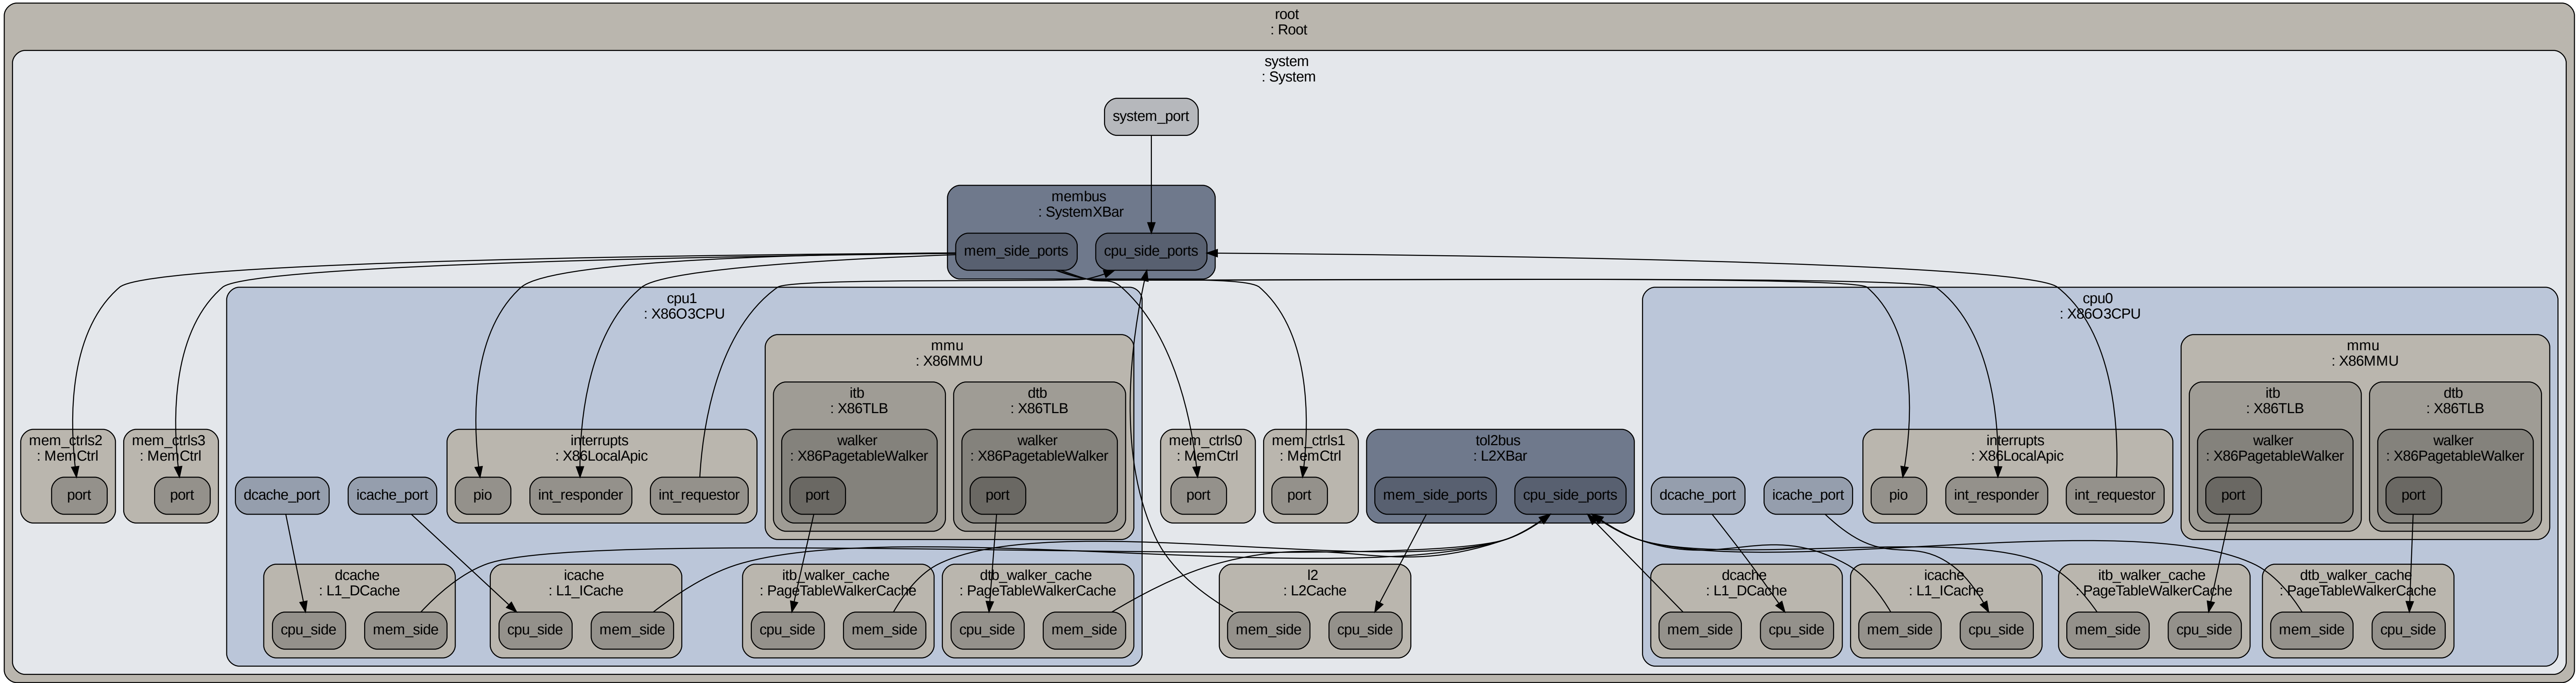 root
: Root
system
: System
system_port
membus
: SystemXBar
mem_side_ports
cpu_side_ports
mem_ctrls2
: MemCtrl
port
mem_ctrls3
: MemCtrl
port
cpu1
: X86O3CPU
dcache_port
icache_port
interrupts
: X86LocalApic
pio
int_responder
int_requestor
mmu
: X86MMU
itb
: X86TLB
walker
: X86PagetableWalker
port
dtb
: X86TLB
walker
: X86PagetableWalker
port
dcache
: L1_DCache
cpu_side
mem_side
icache
: L1_ICache
cpu_side
mem_side
itb_walker_cache
: PageTableWalkerCache
cpu_side
mem_side
dtb_walker_cache
: PageTableWalkerCache
cpu_side
mem_side
mem_ctrls0
: MemCtrl
port
mem_ctrls1
: MemCtrl
port
tol2bus
: L2XBar
mem_side_ports
cpu_side_ports
l2
: L2Cache
mem_side
cpu_side
cpu0
: X86O3CPU
dcache_port
icache_port
interrupts
: X86LocalApic
pio
int_responder
int_requestor
mmu
: X86MMU
itb
: X86TLB
walker
: X86PagetableWalker
port
dtb
: X86TLB
walker
: X86PagetableWalker
port
dcache
: L1_DCache
mem_side
cpu_side
icache
: L1_ICache
mem_side
cpu_side
itb_walker_cache
: PageTableWalkerCache
mem_side
cpu_side
dtb_walker_cache
: PageTableWalkerCache
mem_side
cpu_side